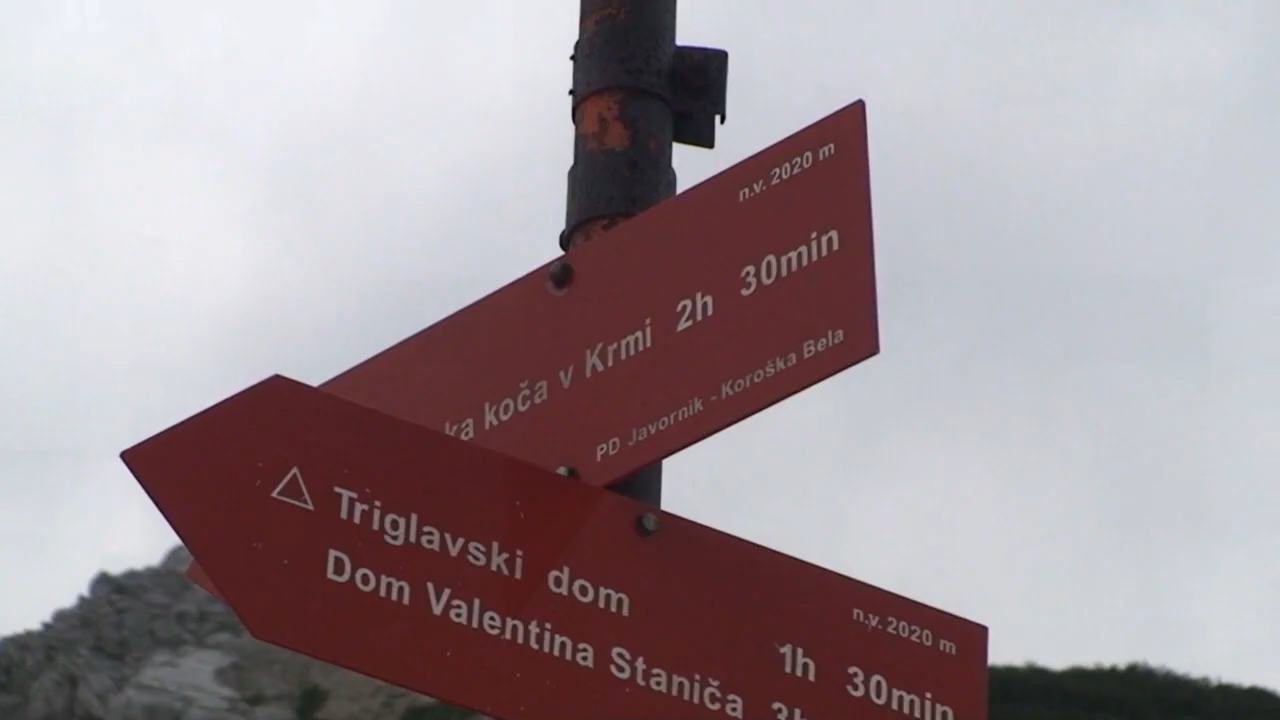 n.v. 2020 m
koča v Krmi 2h 30min
PD Javornik - Koroška Bela
Triglavski dom
n.v. 2020 m
1h 30min
Dom Valentina Staniča